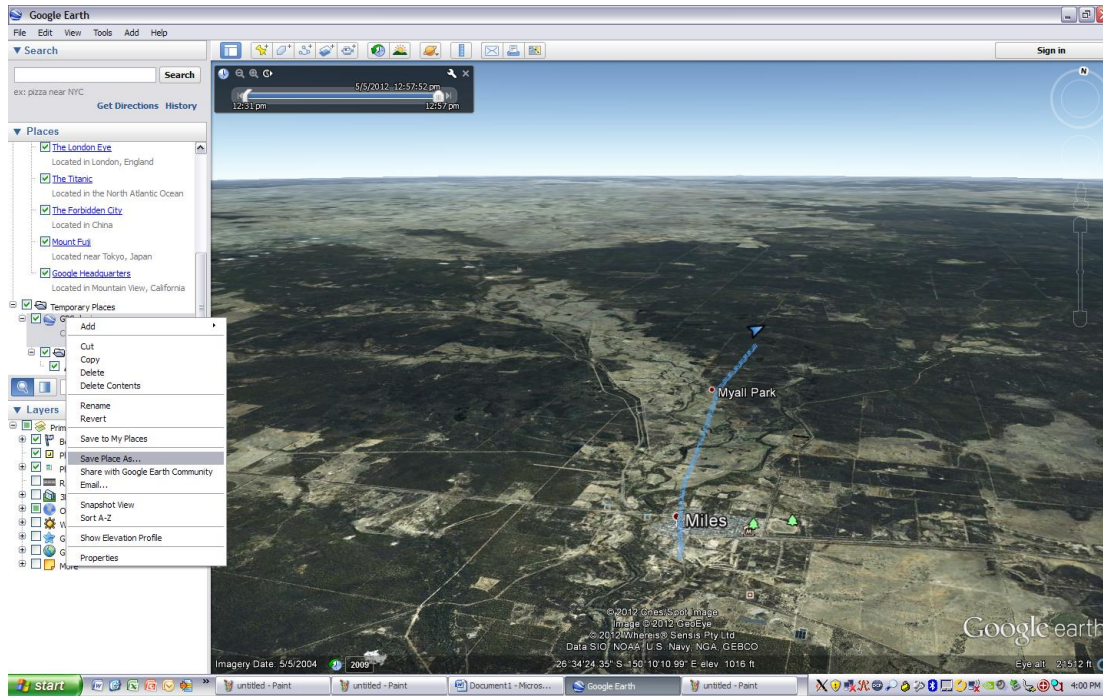 Google Earth
File Edit View Tools Add Help
Search
Search
ex: pizza near NYC
Get Directions History
Places
The London Eye
Located in London, England
The Titanic
Located in the North Atlantic Ocean
The Forbidden City
Located in China
Mount Fuji
Located near Tokyo, Japan
Google Headquarters
Located in Mountain View, California
Temporary Places
Add
Cut
Copy
Delete
Delete Contents
Rename
Revert
Save to My Places
Save Place As...
Share with Google Earth Community
Email...
Snapshot View
Sort A-Z
Show Elevation Profile
Properties
Layers
More
Sign in
5/5/2012 12:57:52 pm
12:31 pm 12:57 pm
N
Myall Park
Miles
© 2012 Cnes/Spot Image
Image © 2012 GeoEye
© 2012 Whereis® Sensis Pty Ltd
Data SIO, NOAA, U.S. Navy, NGA, GEBCO
Google earth
Imagery Date: 5/5/2004 2009 26°34'24.35" S 150°10'10.99" E elev 1016 ft Eye alt 21512 ft
start
untitled - Paint
untitled - Paint
Document1 - Micros...
Google Earth
untitled - Paint
4:00 PM